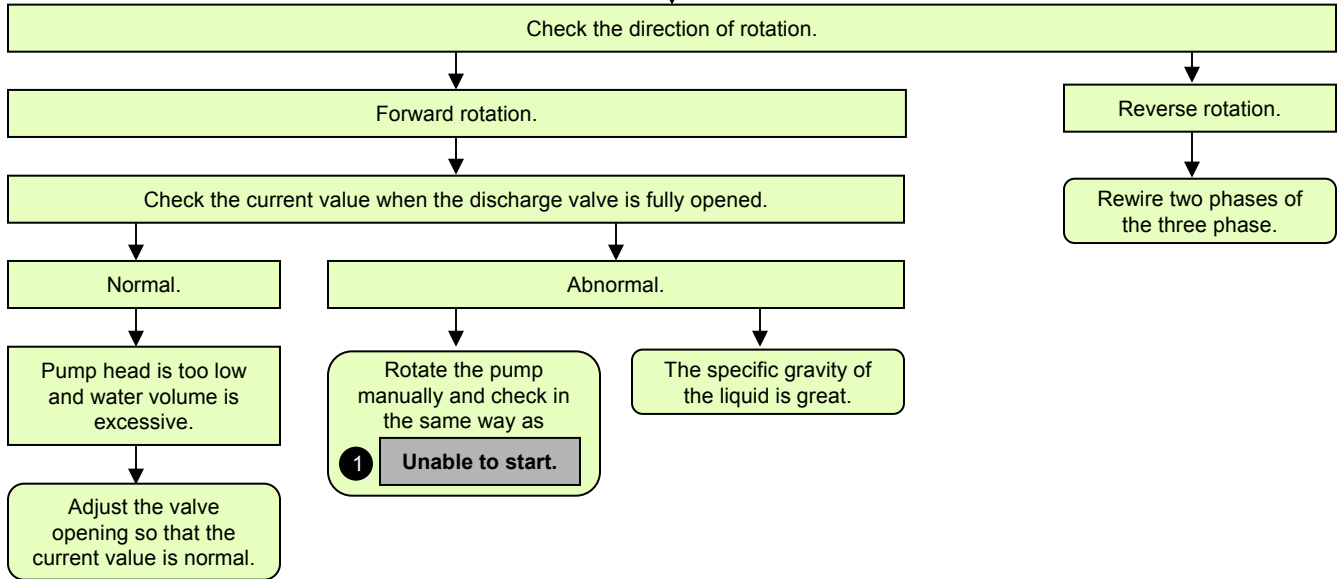 Check the direction of rotation.
Forward rotation.
Reverse rotation.
Check the current value when the discharge valve is fully opened.
Rewire two phases of
the three phase.
Normal.
Abnormal.
Pump head is too low
and water volume is
excessive.
Rotate the pump
manually and check in
the same way as
1 Unable to start.
The specific gravity of
the liquid is great.
Adjust the valve
opening so that the
current value is normal.